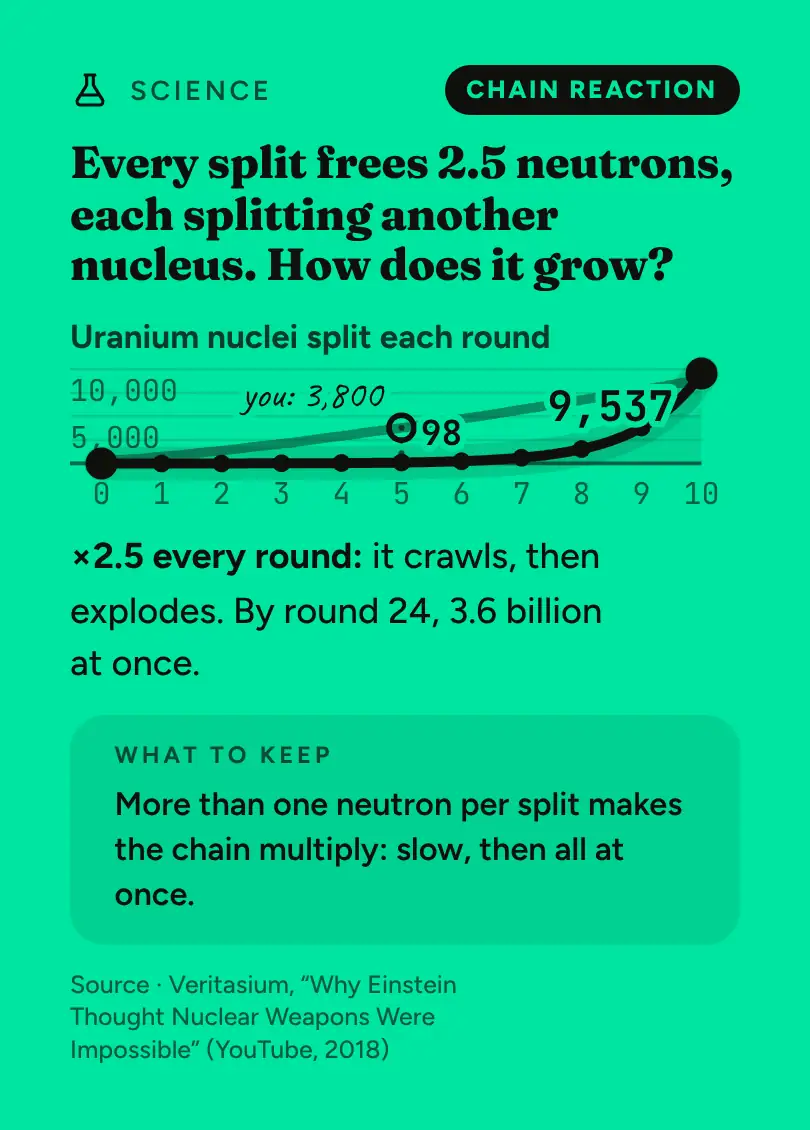 SCIENCE
CHAIN REACTION
Every split frees 2.5 neutrons,
each splitting another
nucleus. How does it grow?
Uranium nuclei split each round
10,000
you: 3,800
9,537
5,000
98
0 1 2 3 4 5 6 7 8 9 10
×2.5 every round: it crawls, then
explodes. By round 24, 3.6 billion
at once.
WHAT TO KEEP
More than one neutron per split makes
the chain multiply: slow, then all at
once.
Source · Veritasium, “Why Einstein
Thought Nuclear Weapons Were
Impossible” (YouTube, 2018)